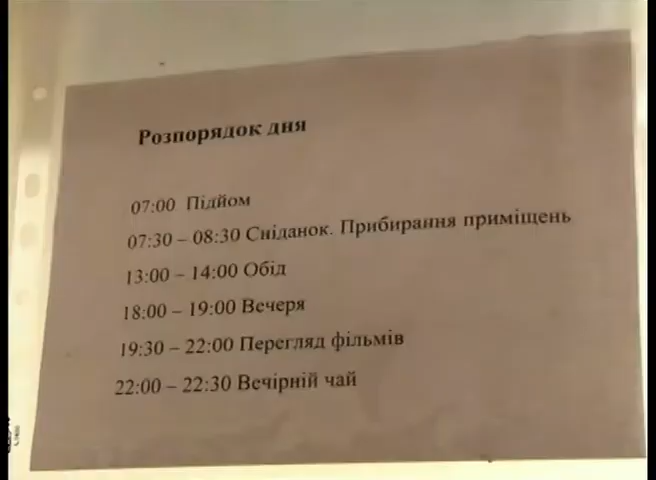 Розпорядок дня
07:00 Підйом
07:30 – 08:30 Сніданок. Прибирання приміщень
13:00 – 14:00 Обід
18:00 – 19:00 Вечеря
19:30 – 22:00 Перегляд фільмів
22:00 – 22:30 Вечірній чай